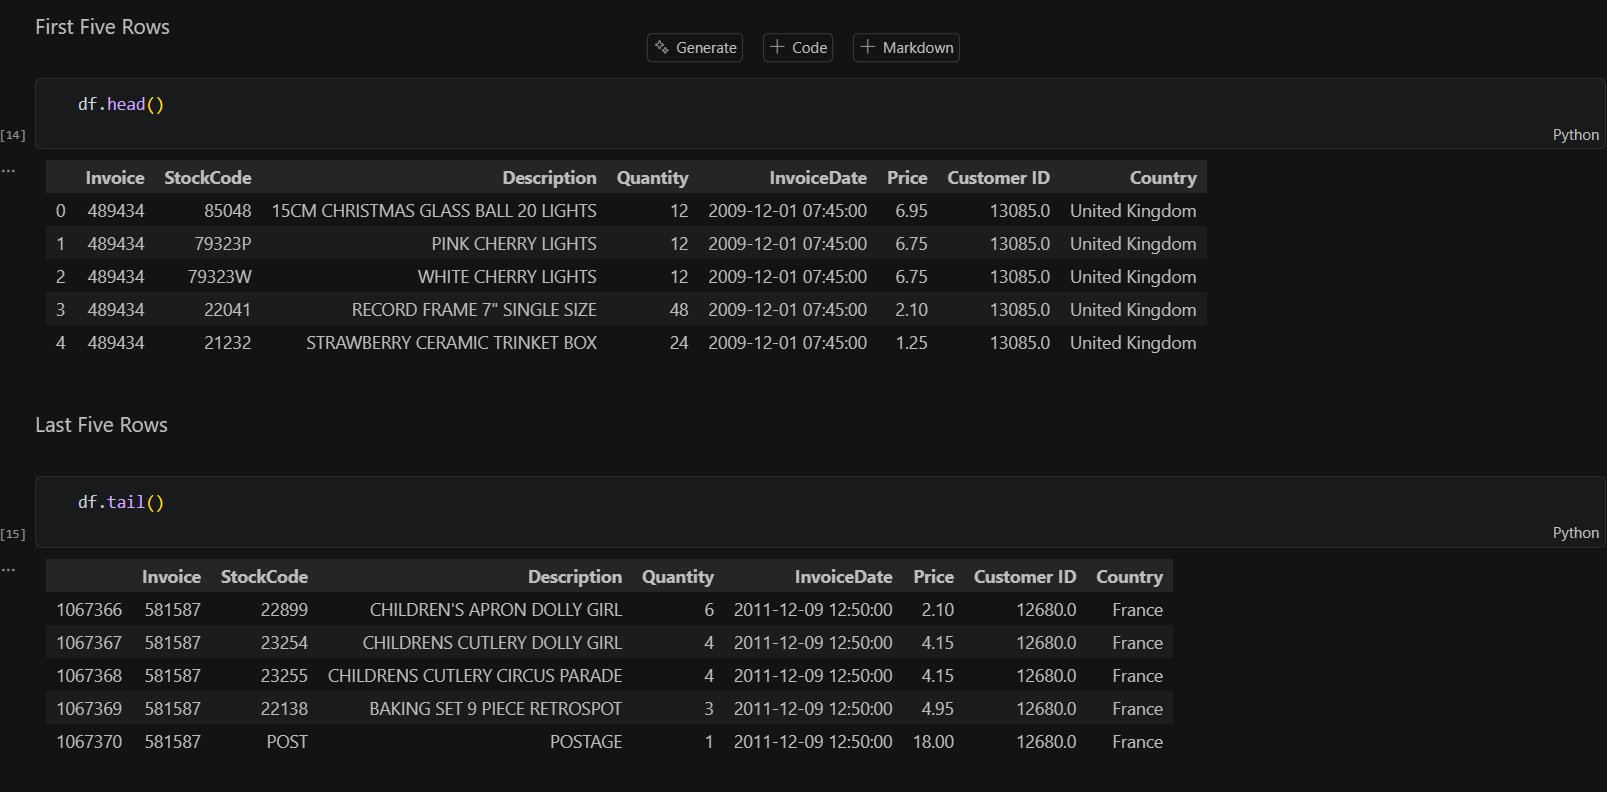 First Five Rows
Generate + Code + Markdown
df.head()
[14]
Python
...
Invoice StockCode Description Quantity InvoiceDate Price Customer ID Country
0 489434 85048 15CM CHRISTMAS GLASS BALL 20 LIGHTS 12 2009-12-01 07:45:00 6.95 13085.0 United Kingdom
1 489434 79323P PINK CHERRY LIGHTS 12 2009-12-01 07:45:00 6.75 13085.0 United Kingdom
2 489434 79323W WHITE CHERRY LIGHTS 12 2009-12-01 07:45:00 6.75 13085.0 United Kingdom
3 489434 22041 RECORD FRAME 7" SINGLE SIZE 48 2009-12-01 07:45:00 2.10 13085.0 United Kingdom
4 489434 21232 STRAWBERRY CERAMIC TRINKET BOX 24 2009-12-01 07:45:00 1.25 13085.0 United Kingdom
Last Five Rows
df.tail()
[15]
Python
...
Invoice StockCode Description Quantity InvoiceDate Price Customer ID Country
1067366 581587 22899 CHILDREN'S APRON DOLLY GIRL 6 2011-12-09 12:50:00 2.10 12680.0 France
1067367 581587 23254 CHILDRENS CUTLERY DOLLY GIRL 4 2011-12-09 12:50:00 4.15 12680.0 France
1067368 581587 23255 CHILDRENS CUTLERY CIRCUS PARADE 4 2011-12-09 12:50:00 4.15 12680.0 France
1067369 581587 22138 BAKING SET 9 PIECE RETROSPOT 3 2011-12-09 12:50:00 4.95 12680.0 France
1067370 581587 POST POSTAGE 1 2011-12-09 12:50:00 18.00 12680.0 France